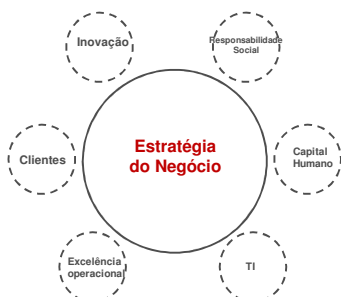 Inovação
Responsabilidade
Social
Estratégia
do Negócio
Clientes
Capital
Humano
Excelência
operacional
TI